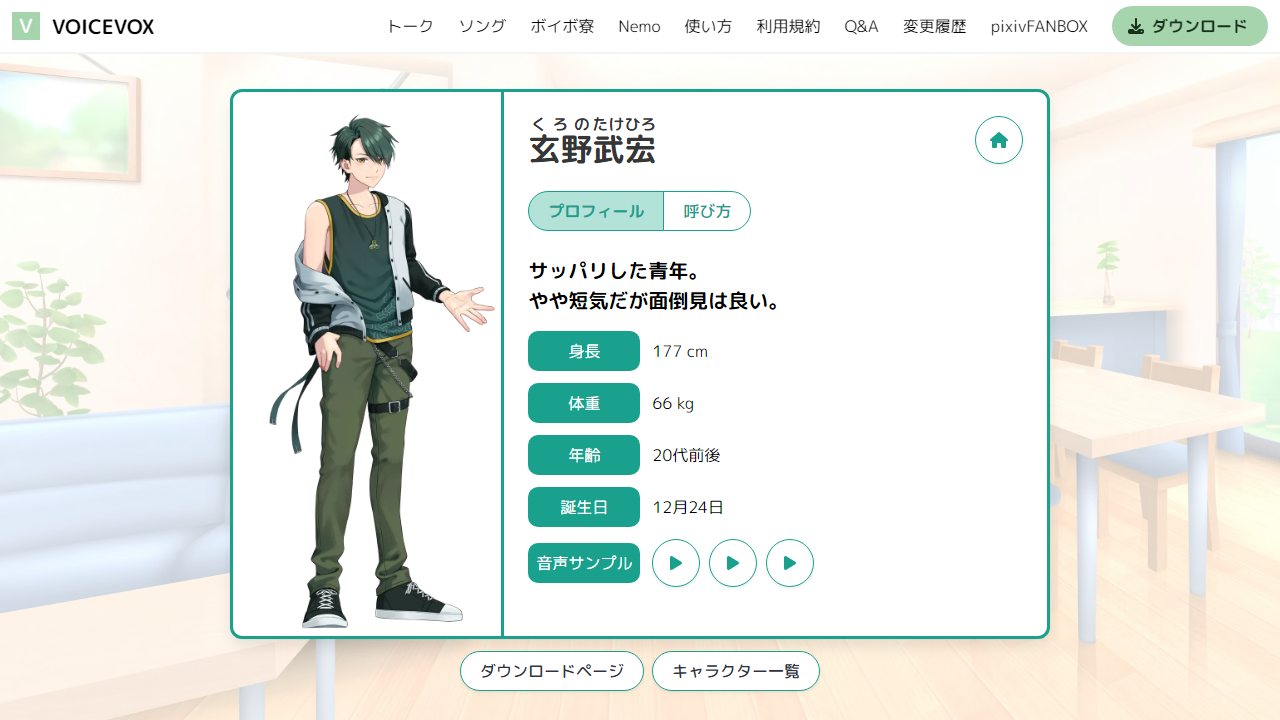 V VOICEVOX トーク ソング ボイボ寮 Nemo 使い方 利用規約 Q&A 変更履歴 pixivFANBOX ダウンロード
くろのたけひろ
玄野武宏
プロフィール 呼び方
サッパリした青年。
やや短気だが面倒見は良い。
身長 177 cm
体重 66 kg
年齢 20代前後
誕生日 12月24日
音声サンプル
ダウンロードページ キャラクター一覧